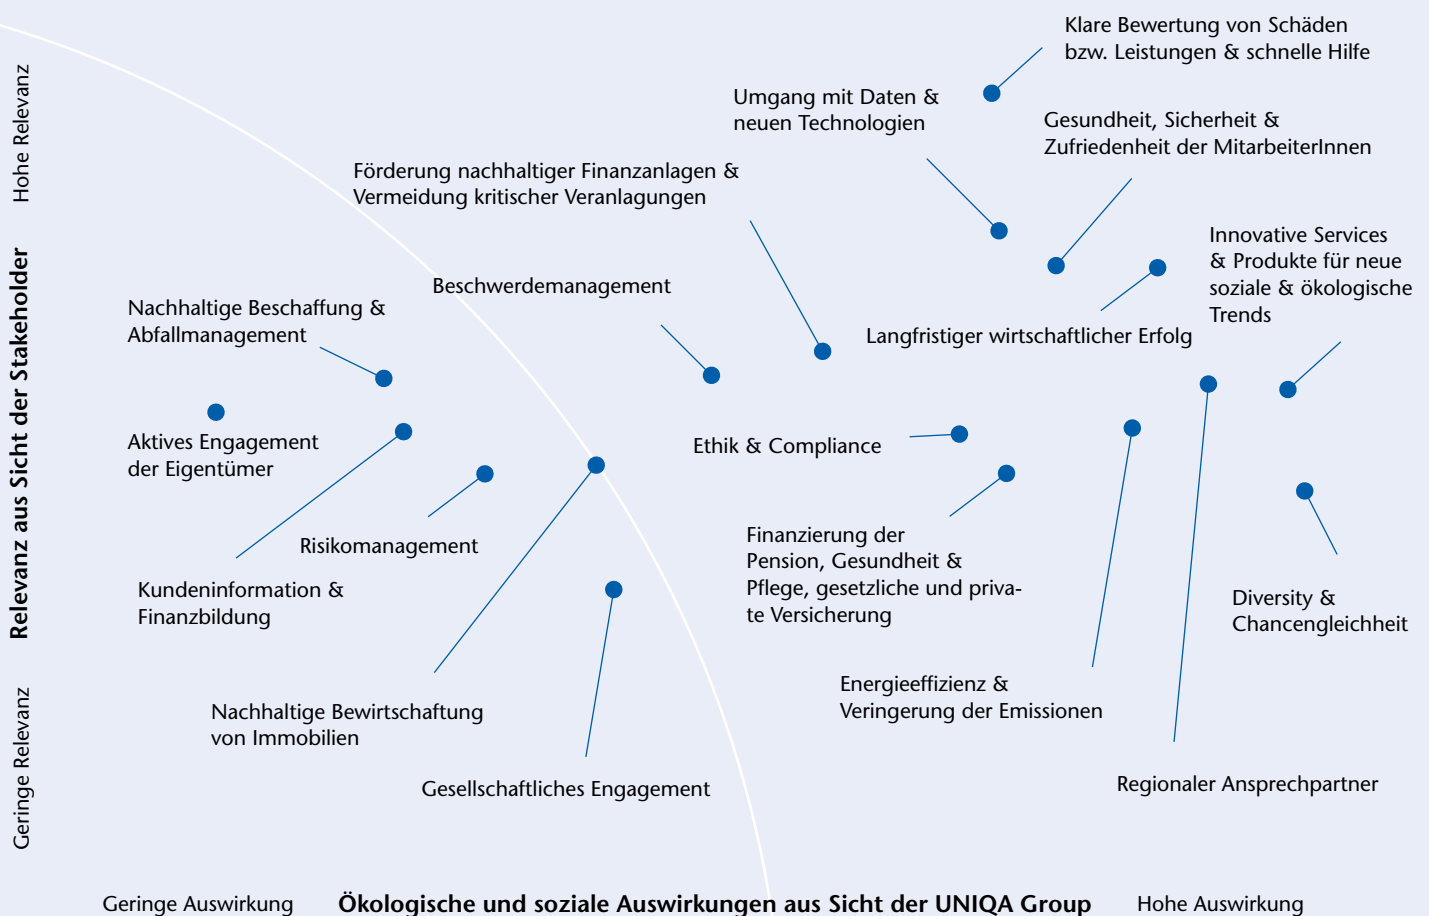 Klare Bewertung von Schäden
bzw. Leistungen & schnelle Hilfe
Umgang mit Daten &
neuen Technologien
Gesundheit, Sicherheit &
Zufriedenheit der MitarbeiterInnen
Förderung nachhaltiger Finanzanlagen &
Vermeidung kritischer Veranlagungen
Innovative Services
& Produkte für neue
soziale & ökologische
Trends
Beschwerdemanagement
Nachhaltige Beschaffung &
Abfallmanagement
Langfristiger wirtschaftlicher Erfolg
Aktives Engagement
der Eigentümer
Ethik & Compliance
Risikomanagement
Finanzierung der
Pension, Gesundheit &
Pflege, gesetzliche und priva-
te Versicherung
Kundeninformation &
Finanzbildung
Diversity &
Chancengleichheit
Energieeffizienz &
Veringerung der Emissionen
Nachhaltige Bewirtschaftung
von Immobilien
Gesellschaftliches Engagement
Regionaler Ansprechpartner
Hohe Relevanz
Relevanz aus Sicht der Stakeholder
Geringe Relevanz
Geringe Auswirkung
Ökologische und soziale Auswirkungen aus Sicht der UNIQA Group
Hohe Auswirkung